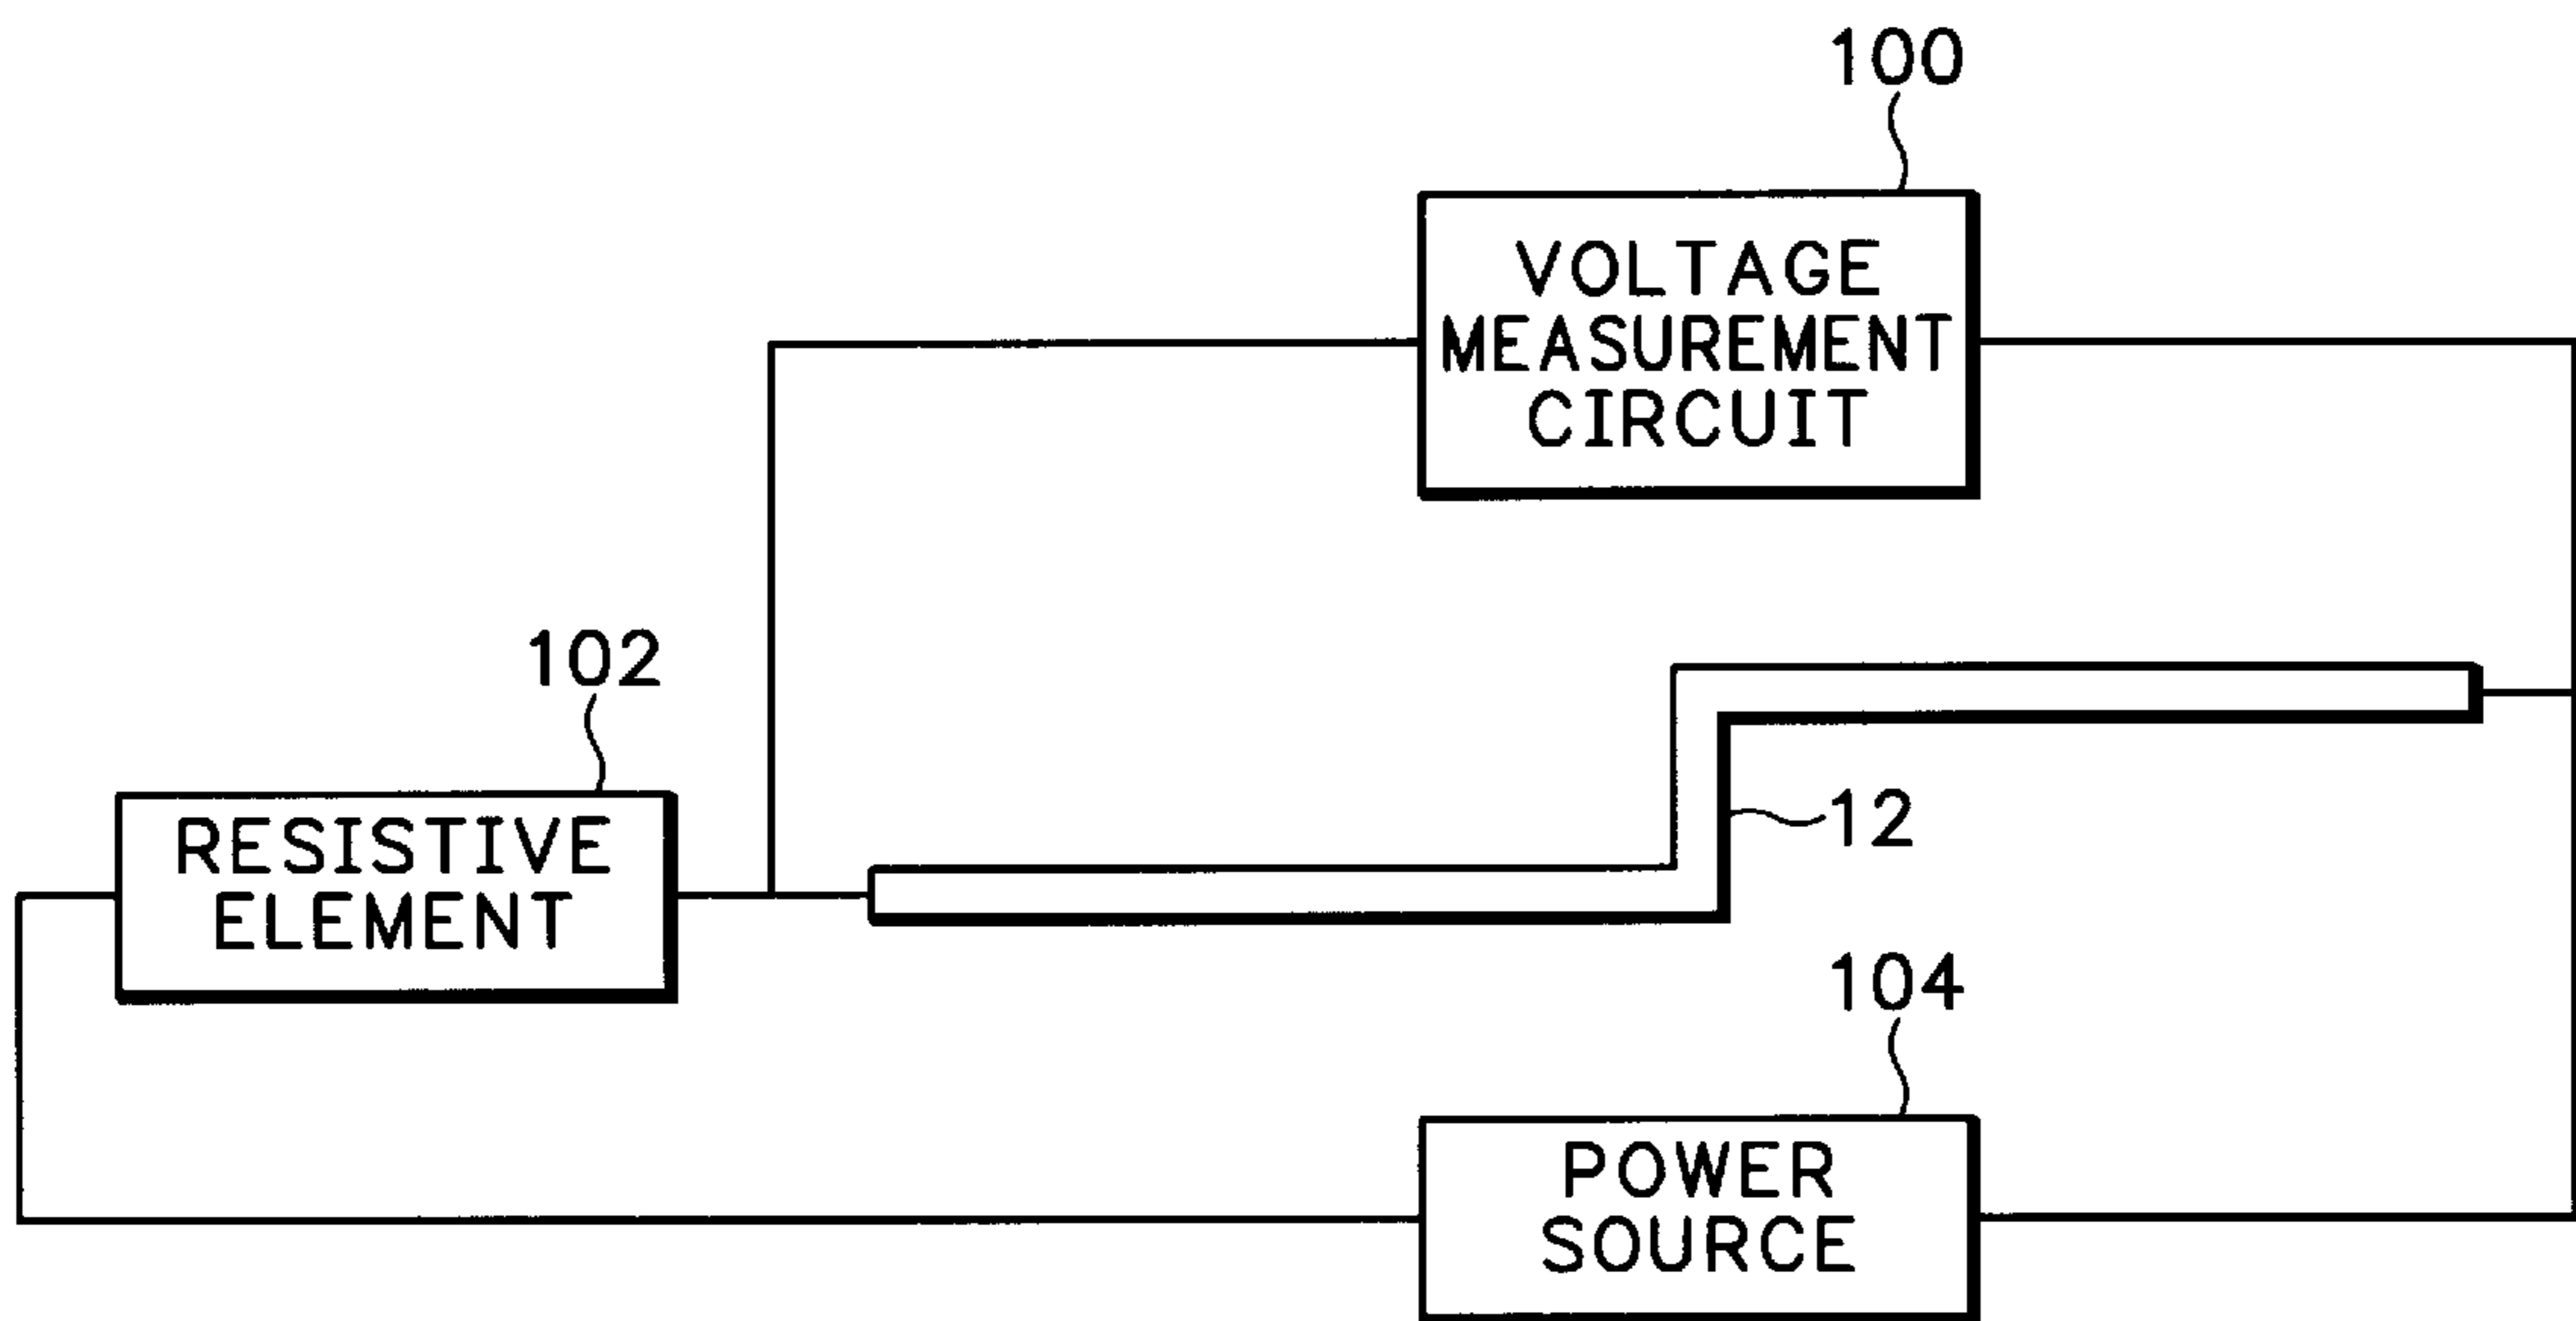 100
VOLTAGE
MEASUREMENT
CIRCUIT
102
RESISTIVE
ELEMENT
12
104
POWER
SOURCE